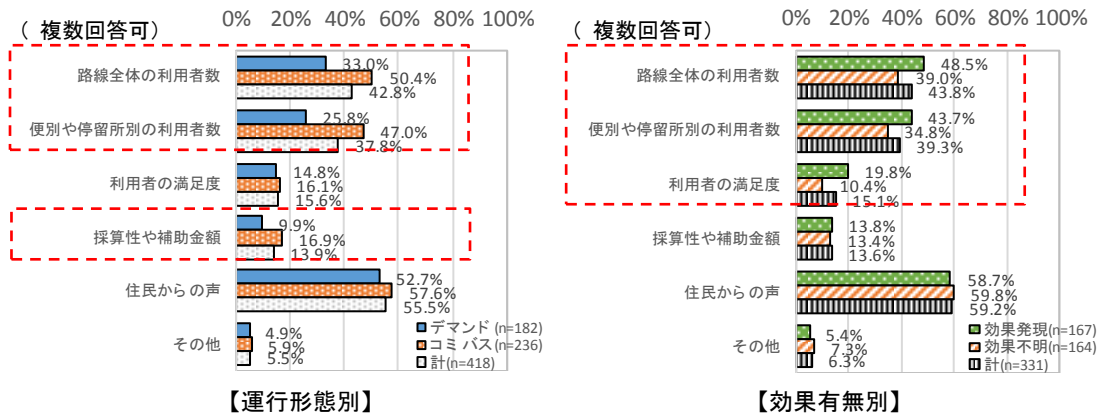 （ 複数回答可）
0% 20% 40% 60% 80% 100%
路線全体の利用者数
33.0%
50.4%
42.8%
便別や停留所別の利用者数
25.8%
47.0%
37.8%
利用者の満足度
14.8%
16.1%
15.6%
採算性や補助金額
9.9%
16.9%
13.9%
住民からの声
52.7%
57.6%
55.5%
その他
4.9%
5.9%
5.5%
デマンド (n=182)
コミバス(n=236)
計(n=418)
【運行形態別】
（ 複数回答可）
0% 20% 40% 60% 80% 100%
路線全体の利用者数
48.5%
39.0%
43.8%
便別や停留所別の利用者数
43.7%
34.8%
39.3%
利用者の満足度
19.8%
10.4%
15.1%
採算性や補助金額
13.8%
13.4%
13.6%
住民からの声
58.7%
59.8%
59.2%
その他
5.4%
7.3%
6.3%
効果発現(n=167)
効果不明(n=164)
計(n=331)
【効果有無別】